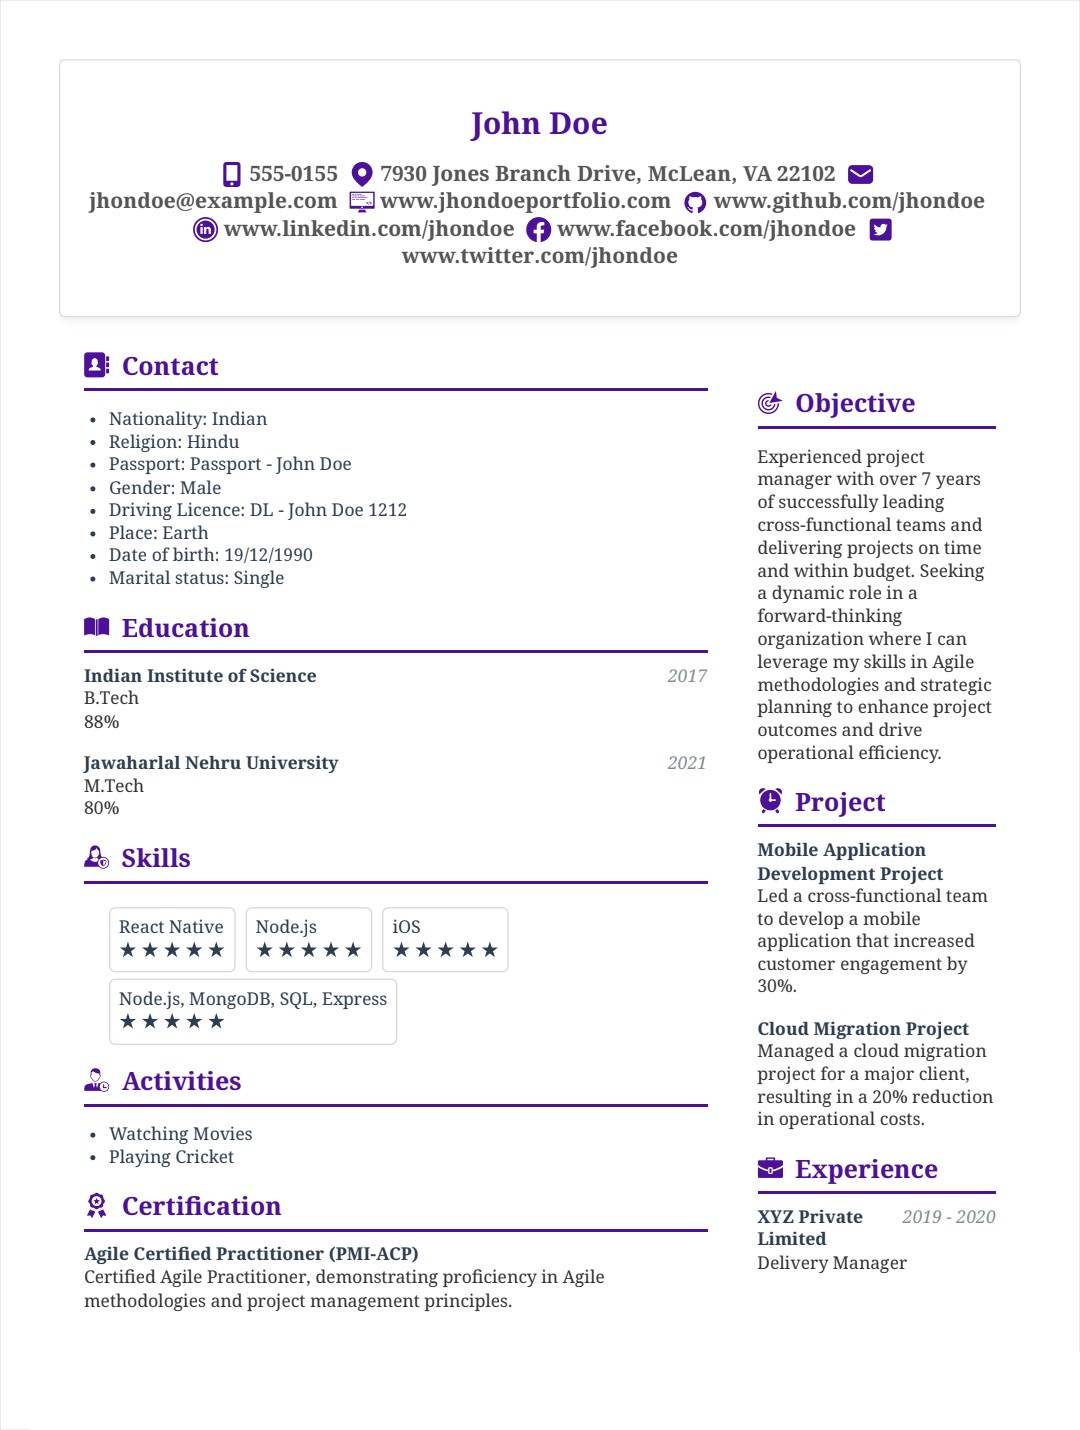 John Doe
555-0155 7930 Jones Branch Drive, McLean, VA 22102
jhondoe@example.com www.jhondoeportfolio.com www.github.com/jhondoe
www.linkedin.com/jhondoe www.facebook.com/jhondoe
www.twitter.com/jhondoe
Contact
• Nationality: Indian
• Religion: Hindu
• Passport: Passport - John Doe
• Gender: Male
• Driving Licence: DL - John Doe 1212
• Place: Earth
• Date of birth: 19/12/1990
• Marital status: Single
Education
Indian Institute of Science 2017
B.Tech
88%
Jawaharlal Nehru University 2021
M.Tech
80%
Skills
React Native
★★★★★
Node.js
★★★★★
iOS
★★★★★
Node.js, MongoDB, SQL, Express
★★★★★
Activities
• Watching Movies
• Playing Cricket
Certification
Agile Certified Practitioner (PMI-ACP)
Certified Agile Practitioner, demonstrating proficiency in Agile
methodologies and project management principles.
Objective
Experienced project
manager with over 7 years
of successfully leading
cross-functional teams and
delivering projects on time
and within budget. Seeking
a dynamic role in a
forward-thinking
organization where I can
leverage my skills in Agile
methodologies and strategic
planning to enhance project
outcomes and drive
operational efficiency.
Project
Mobile Application
Development Project
Led a cross-functional team
to develop a mobile
application that increased
customer engagement by
30%.
Cloud Migration Project
Managed a cloud migration
project for a major client,
resulting in a 20% reduction
in operational costs.
Experience
XYZ Private 2019 - 2020
Limited
Delivery Manager